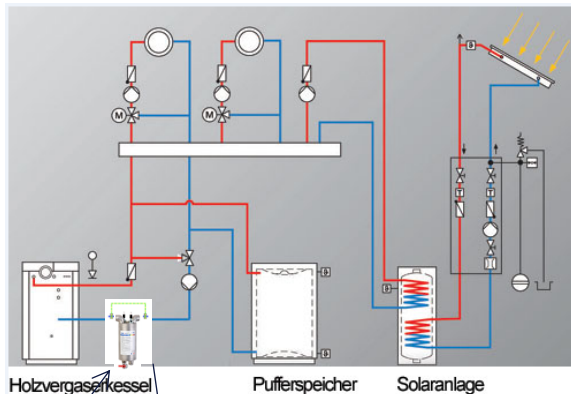 M
M
T
T
Holzvergaserkessel
Pufferspeicher
Solaranlage